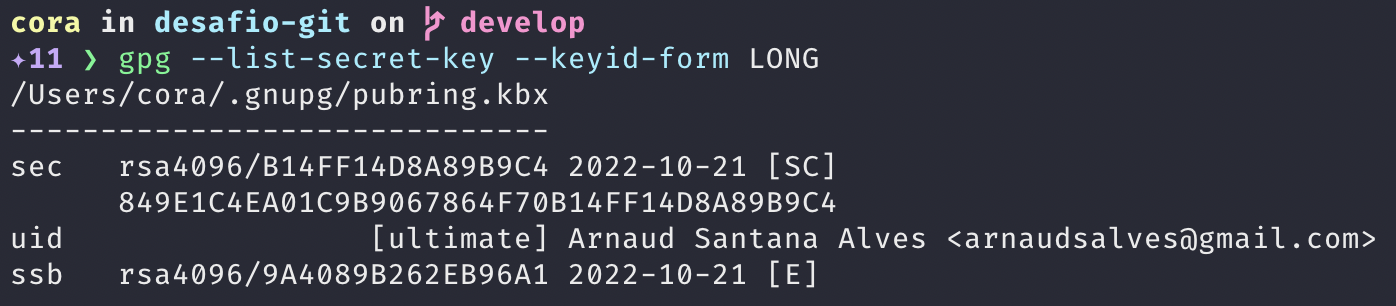 cora in desafio-git on develop
✦11 ❯ gpg --list-secret-key --keyid-form LONG
/Users/cora/.gnupg/pubring.kbx
------------------------------
sec   rsa4096/B14FF14D8A89B9C4 2022-10-21 [SC]
      849E1C4EA01C9B9067864F70B14FF14D8A89B9C4
uid                 [ultimate] Arnaud Santana Alves <arnaudsalves@gmail.com>
ssb   rsa4096/9A4089B262EB96A1 2022-10-21 [E]